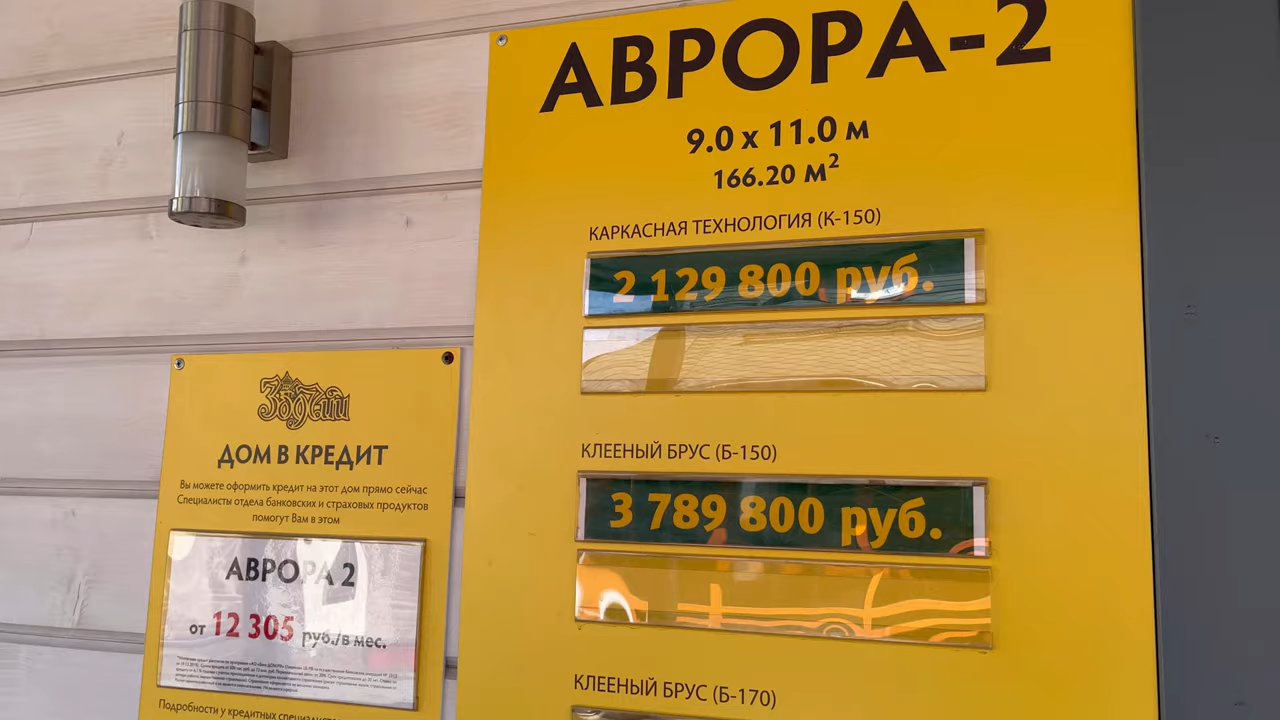 АВРОРА-2
9.0 х 11.0 м
166.20 м²
КАРКАСНАЯ ТЕХНОЛОГИЯ (К-150)
2 129 800 руб.
КЛЕЕНЫЙ БРУС (Б-150)
3 789 800 руб.
КЛЕЕНЫЙ БРУС (Б-170)
Зодчий
ДОМ В КРЕДИТ
Вы можете оформить кредит на этот дом прямо сейчас
Специалисты отдела банковских и страховых продуктов
помогут Вам в этом
АВРОРА 2
от 12 305 руб./в мес.
Подробности у кредитных